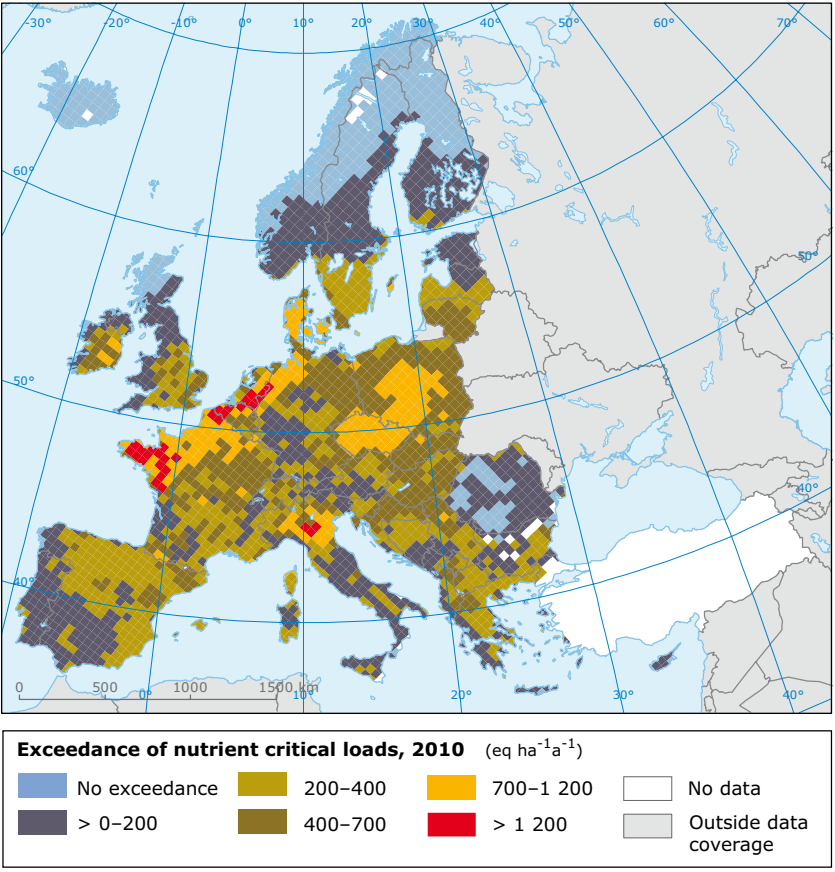 -30° -20° -10° 0° 10° 20° 30° 40° 50° 60° 70°
60°
50°
50°
40°
40°
0 500 1000 1500 km
0° 10° 20° 30° 40°
Exceedance of nutrient critical loads, 2010 (eq ha-1a-1)
No exceedance 200–400 700–1 200 No data
> 0–200 400–700 > 1 200 Outside data
coverage